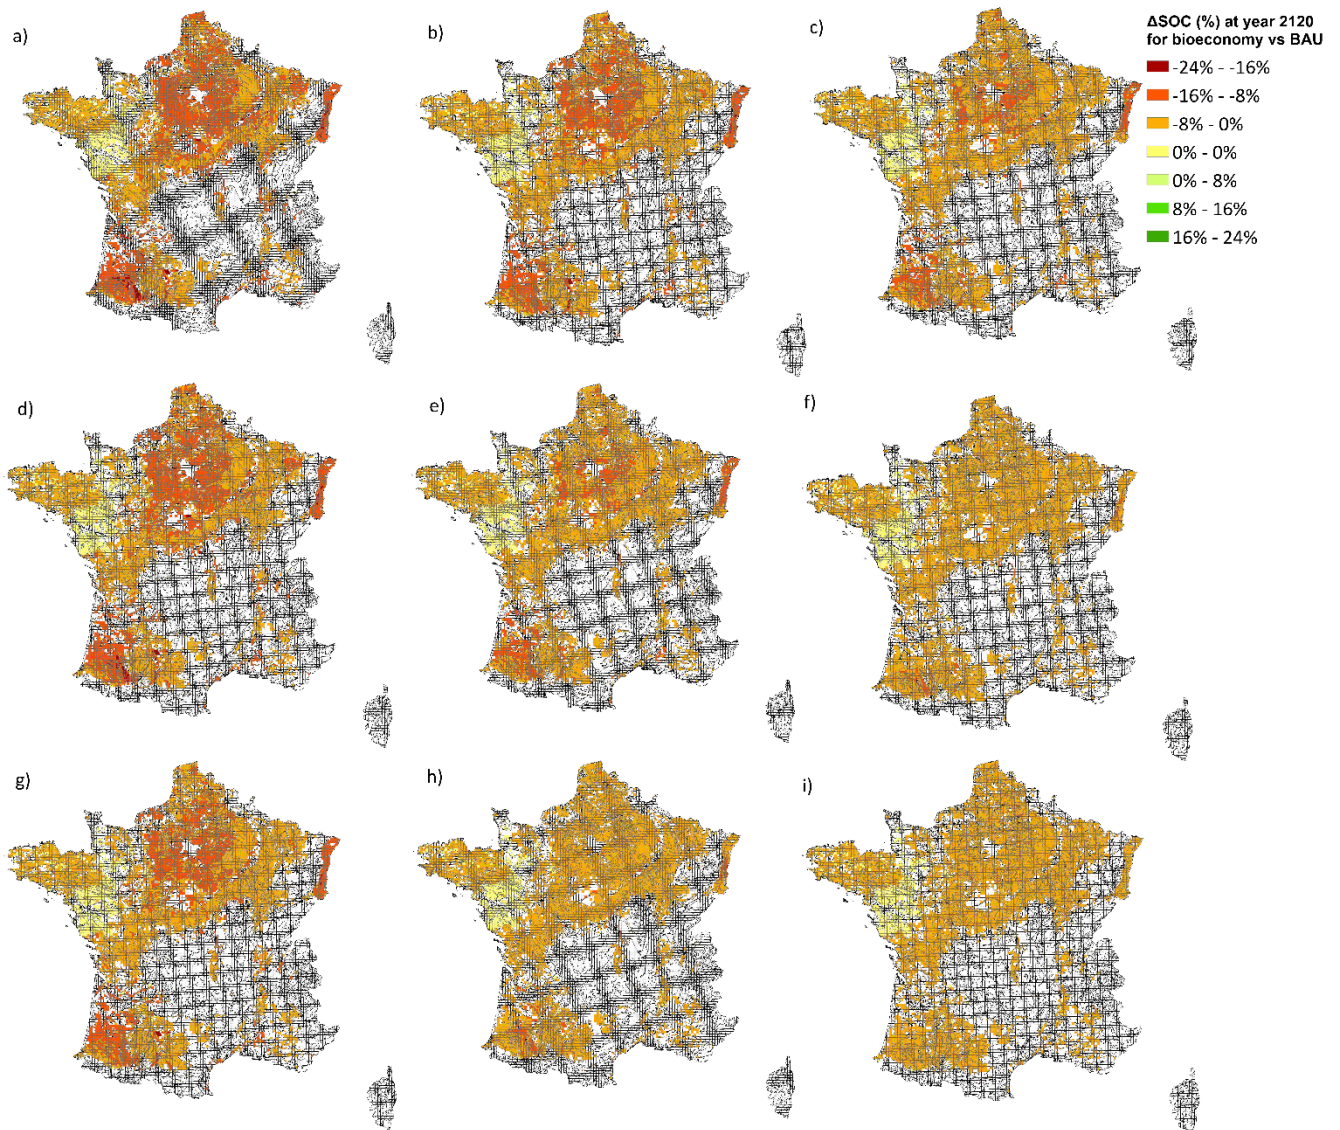 a)
b)
c)
ΔSOC (%) at year 2120
for bioeconomy vs BAU
-24% - -16%
-16% - -8%
-8% - 0%
0% - 0%
0% - 8%
8% - 16%
16% - 24%
d)
e)
f)
g)
h)
i)